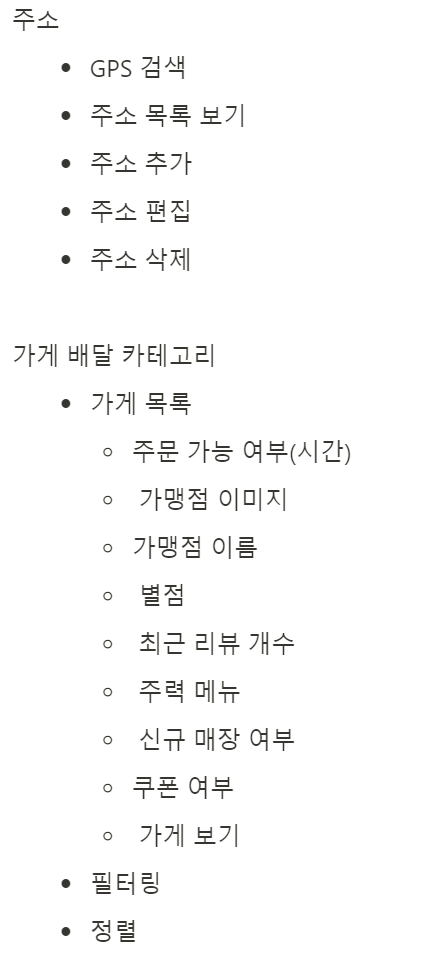 주소
• GPS 검색
• 주소 목록 보기
• 주소 추가
• 주소 편집
• 주소 삭제
가게 배달 카테고리
• 가게 목록
○ 주문 가능 여부(시간)
○ 가맹점 이미지
○ 가맹점 이름
○ 별점
○ 최근 리뷰 개수
○ 주력 메뉴
○ 신규 매장 여부
○ 쿠폰 여부
○ 가게 보기
• 필터링
• 정렬